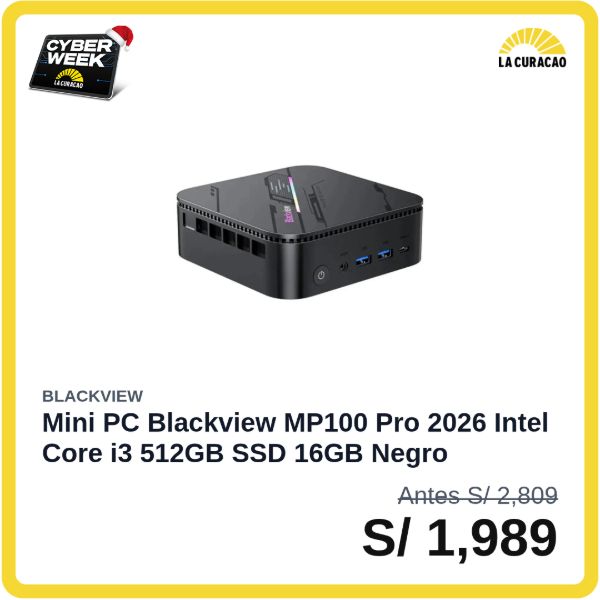 CYBER
WEEK
LA CURACAO
LA CURACAO
Blackview
BLACKVIEW
Mini PC Blackview MP100 Pro 2026 Intel
Core i3 512GB SSD 16GB Negro
Antes S/ 2,809
S/ 1,989